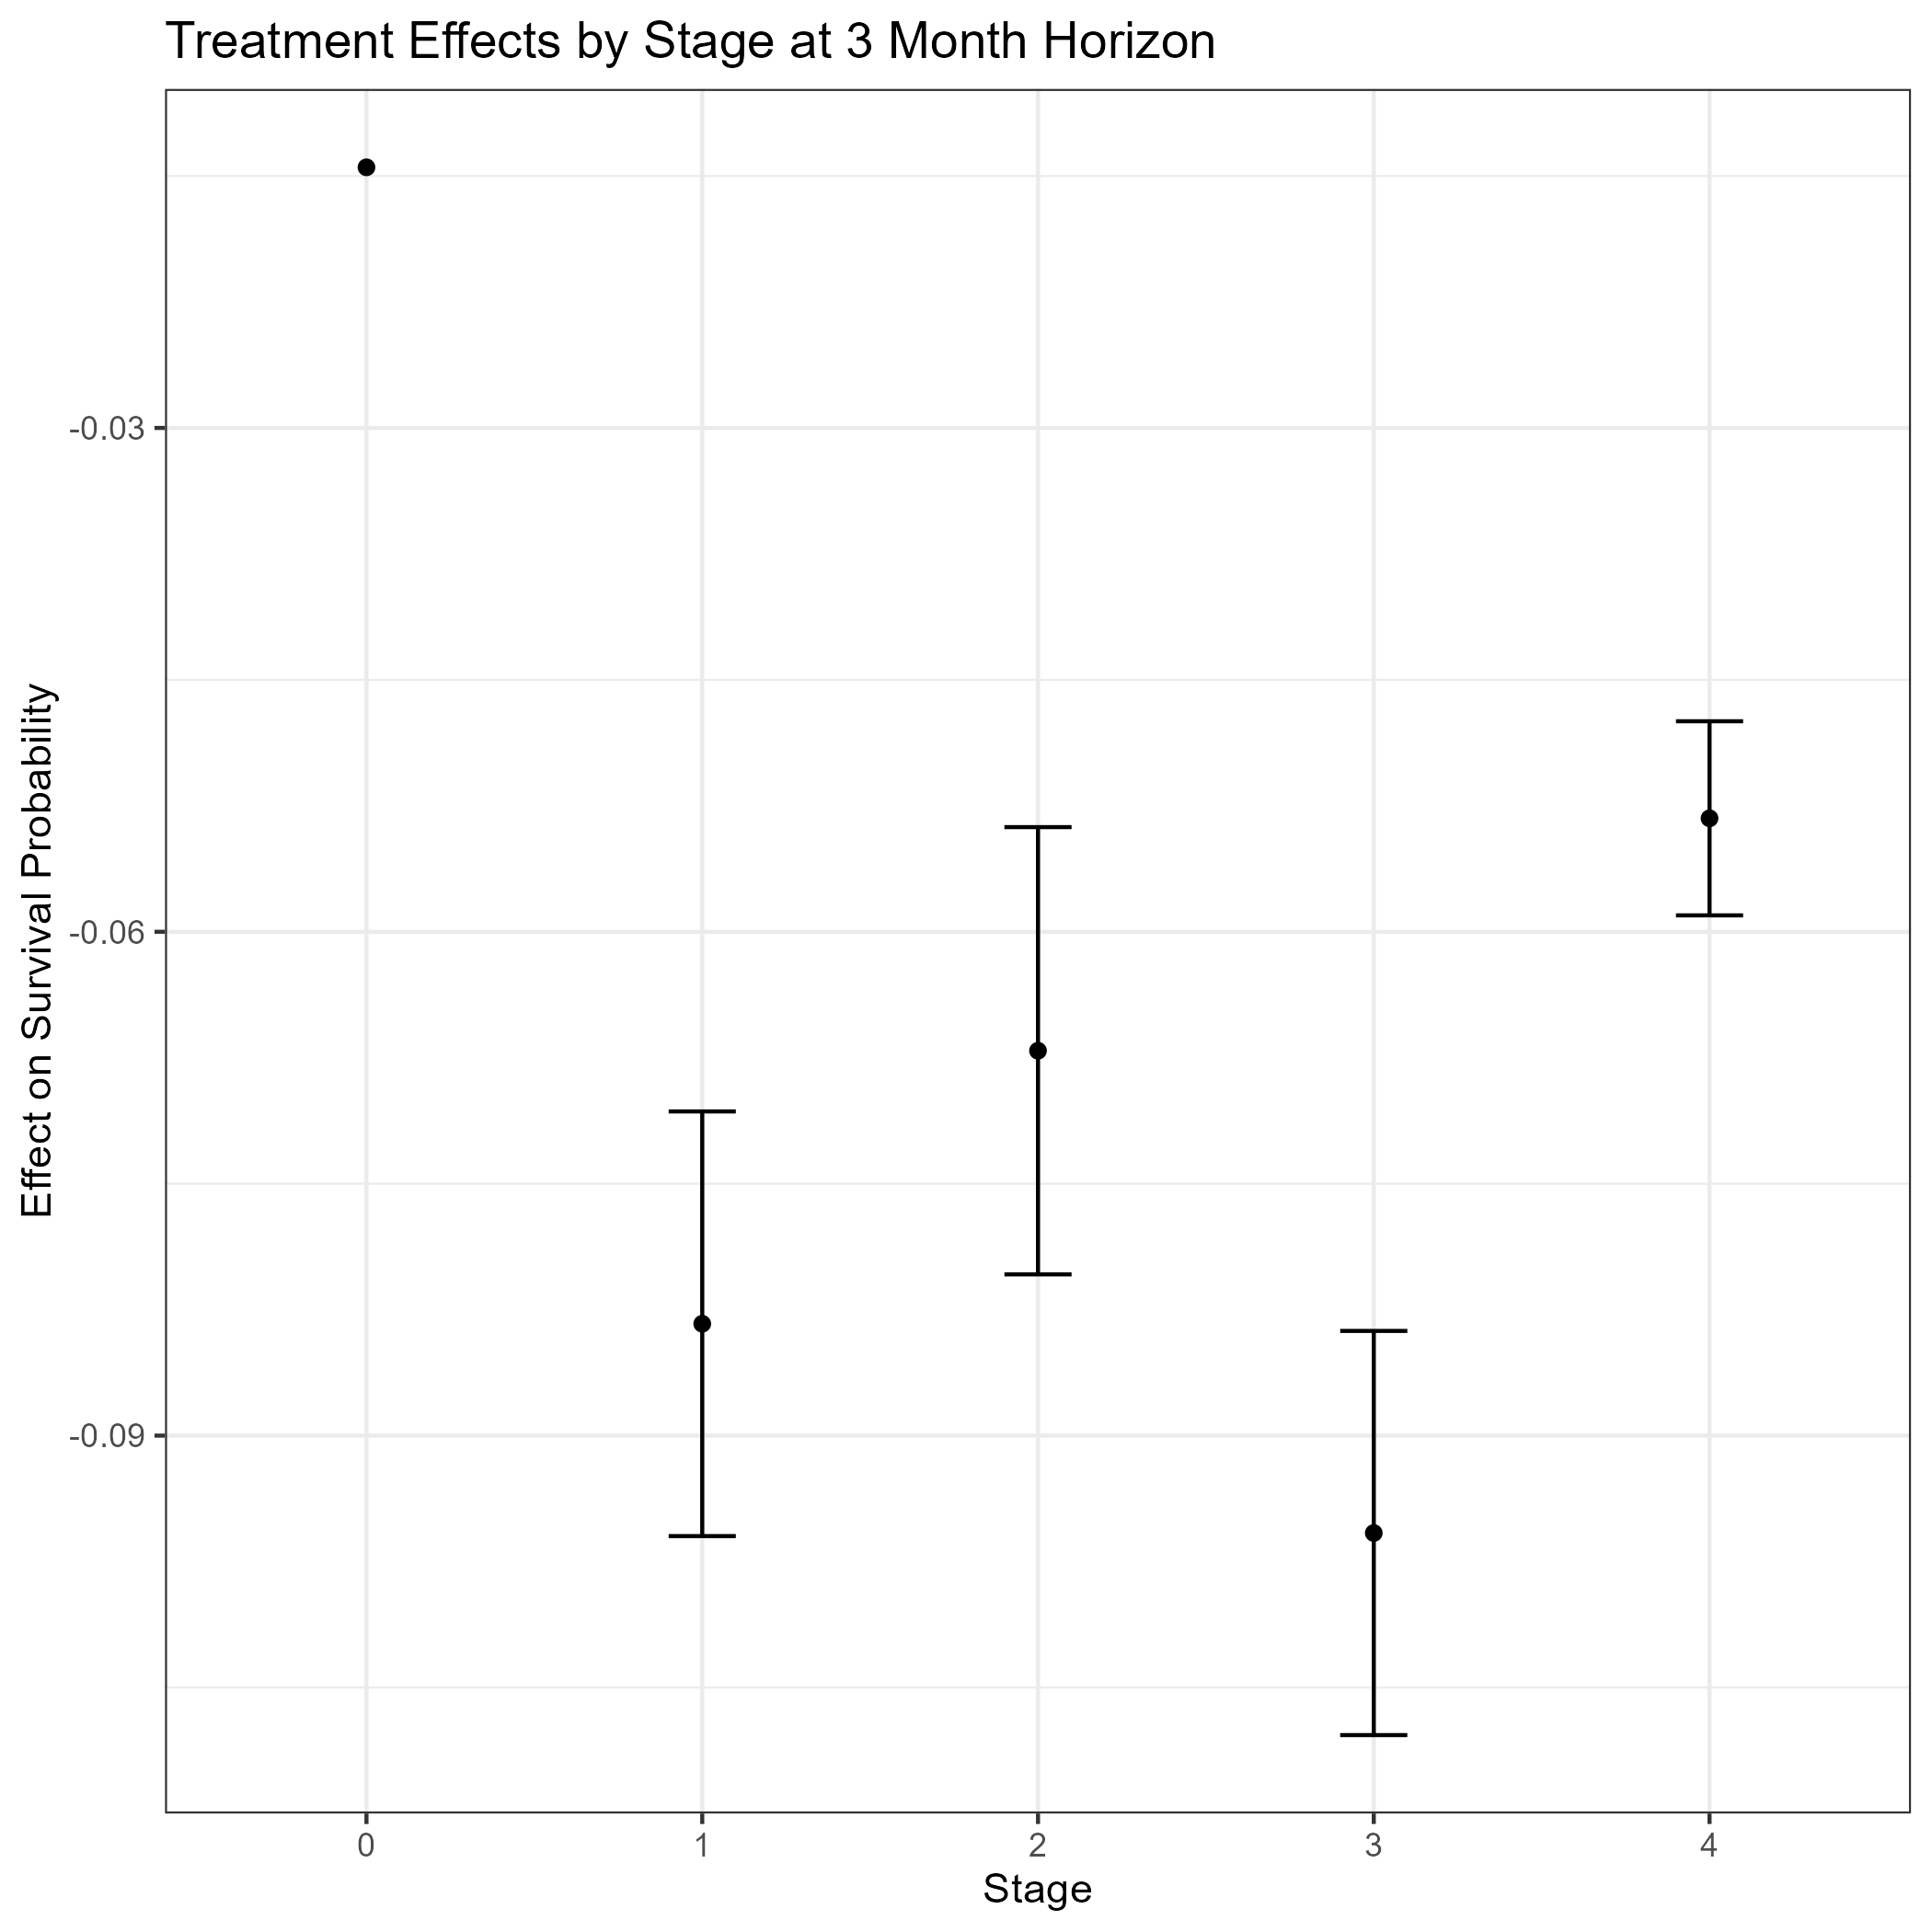 Treatment Effects by Stage at 3 Month Horizon
Effect on Survival Probability
-0.03
-0.06
-0.09
0 1 2 3 4
Stage